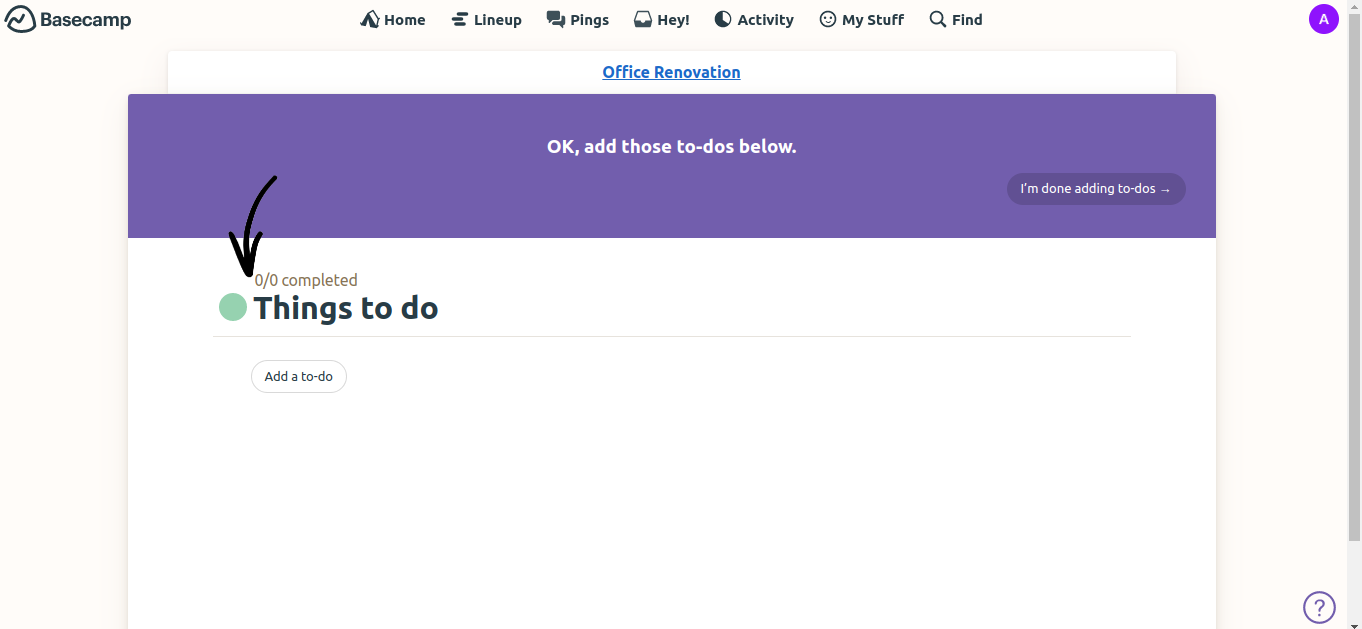 Basecamp
Home
Lineup
Pings
Hey!
Activity
My Stuff
Find
A
Office Renovation
OK, add those to-dos below.
I'm done adding to-dos →
0/0 completed
Things to do
Add a to-do
?